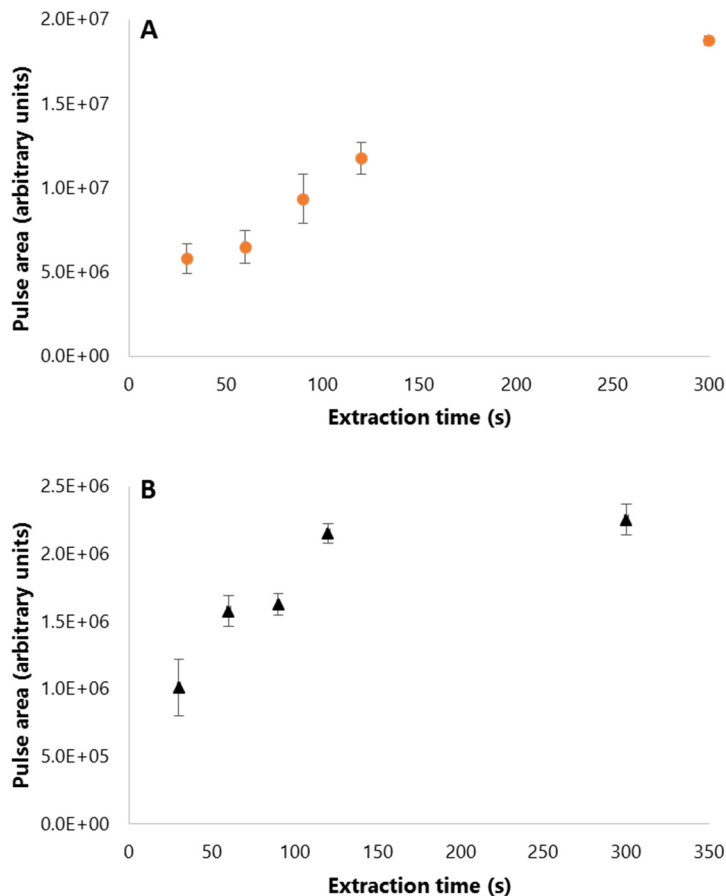 A
2.0E+07
1.5E+07
1.0E+07
5.0E+06
0.0E+00
Pulse area (arbitrary units)
0 50 100 150 200 250 300
Extraction time (s)
B
2.5E+06
2.0E+06
1.5E+06
1.0E+06
5.0E+05
0.0E+00
Pulse area (arbitrary units)
0 50 100 150 200 250 300 350
Extraction time (s)